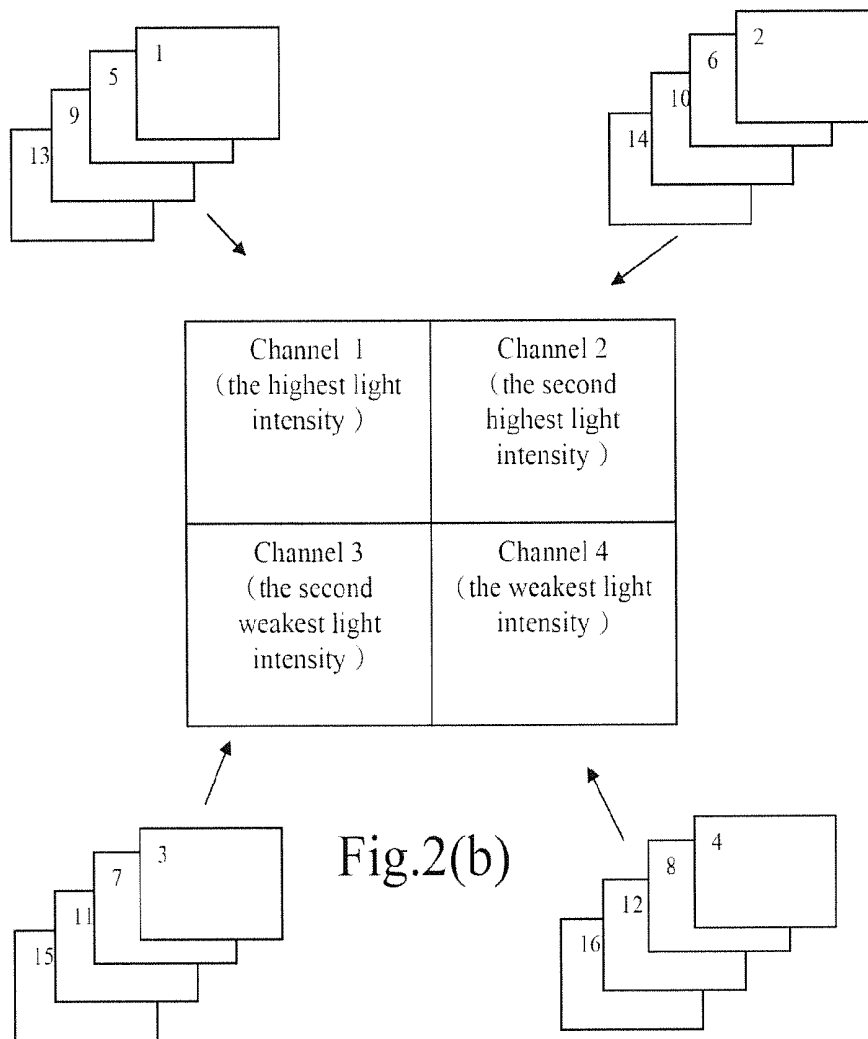 1
5
9
13
2
6
10
14
Channel 1
（the highest light
intensity ）
Channel 2
（the second
highest light
intensity ）
Channel 3
（the second
weakest light
intensity ）
Channel 4
（the weakest light
intensity ）
3
7
11
15
Fig.2(b)
4
8
12
16